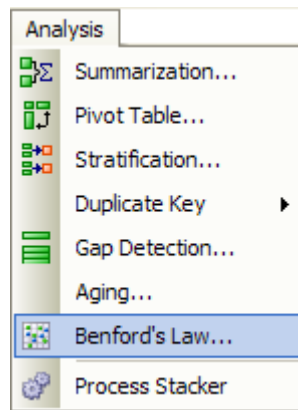 Analysis
Summarization...
Pivot Table...
Stratification...
Duplicate Key
Gap Detection...
Aging...
Benford's Law...
Process Stacker